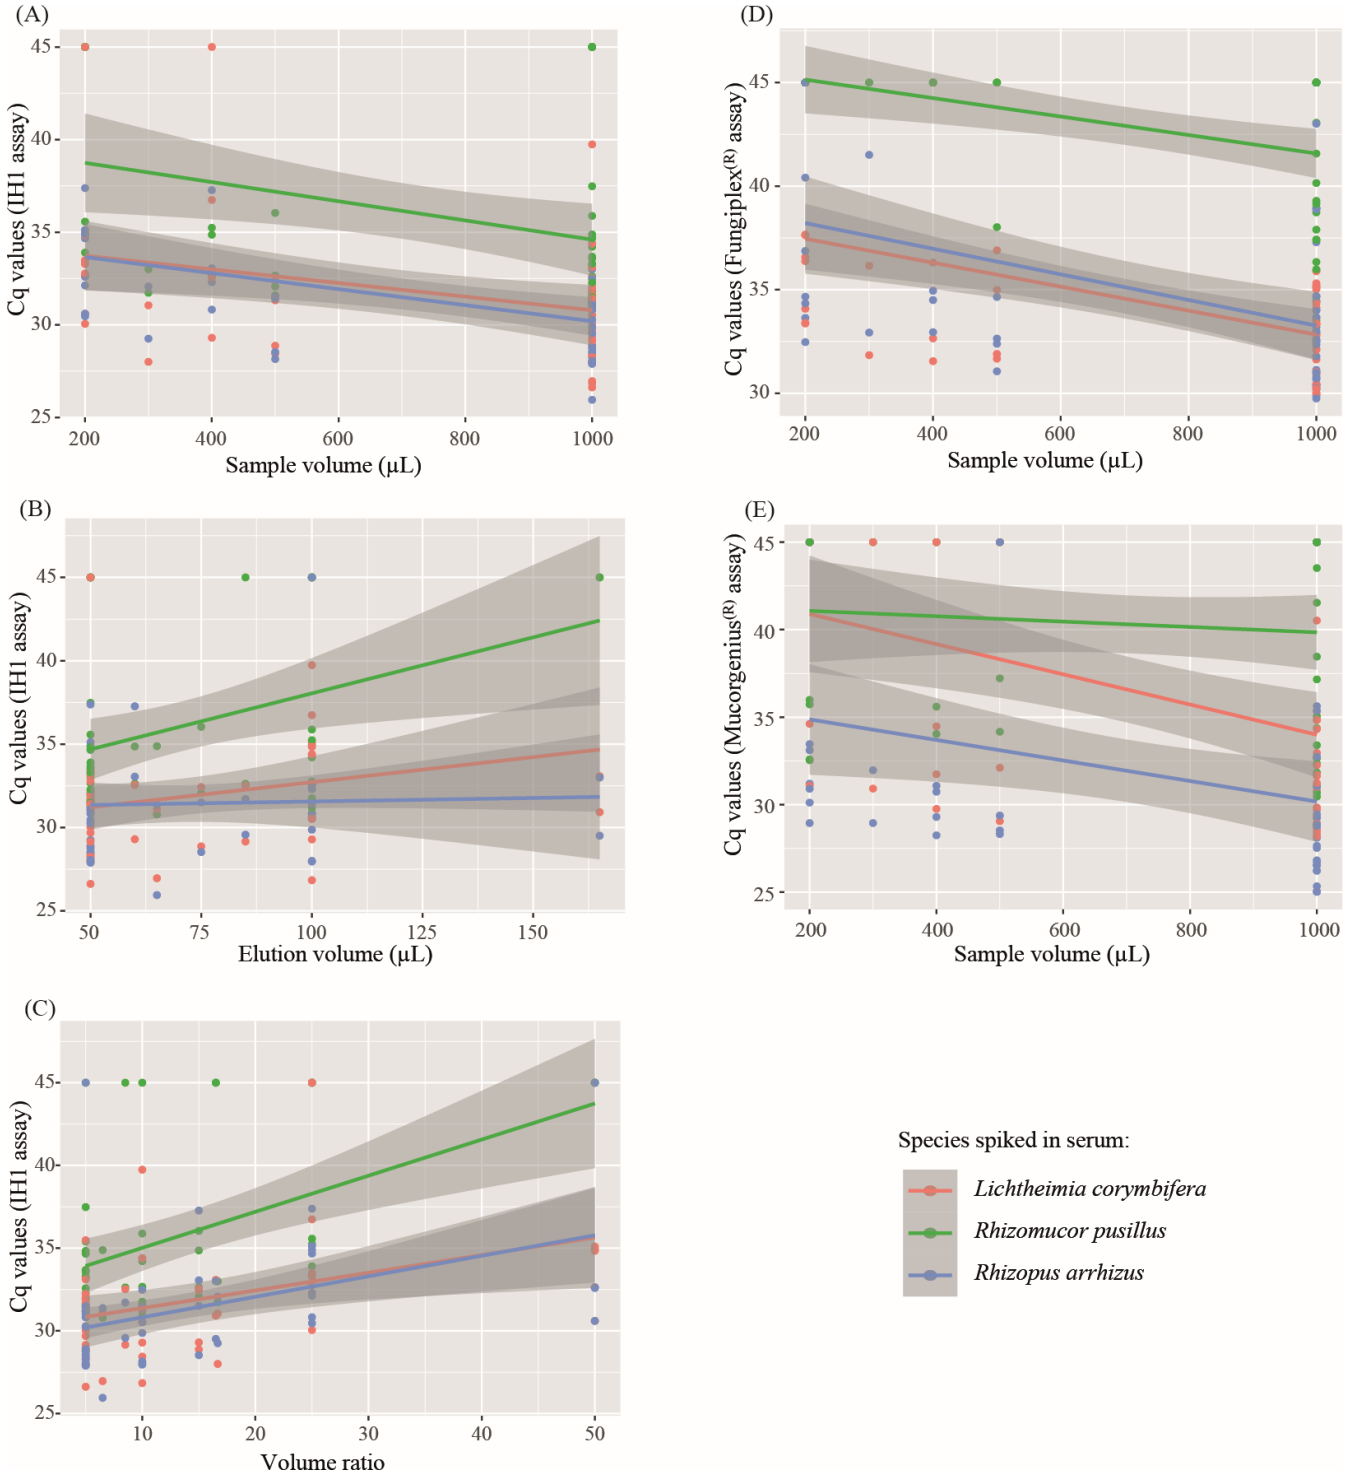 (A)
Cq values (IH1 assay)
45
40
35
30
25
200 400 600 800 1000
Sample volume (µL)
(D)
Cq values (Fungiplex(R) assay)
45
40
35
30
200 400 600 800 1000
Sample volume (µL)
(B)
Cq values (IH1 assay)
45
40
35
30
25
50 75 100 125 150
Elution volume (µL)
(E)
Cq values (Mucorgenius(R) assay)
45
40
35
30
25
200 400 600 800 1000
Sample volume (µL)
(C)
Cq values (IH1 assay)
45
40
35
30
25
10 20 30 40 50
Volume ratio
Species spiked in serum:
Lichtheimia corymbifera
Rhizomucor pusillus
Rhizopus arrhizus